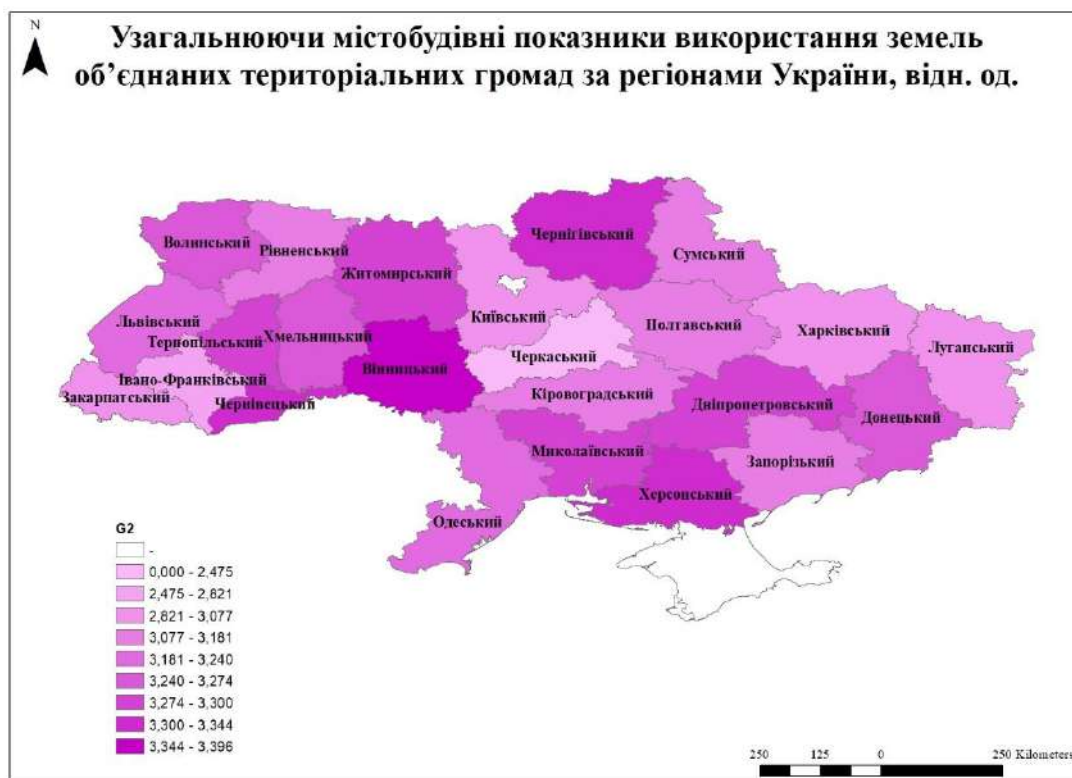 N
Узагальнюючи містобудівні показники використання земель
об’єднаних територіальних громад за регіонами України, відн. од.
Чернігівський
Волинський
Рівненський
Сумський
Житомирський
Київський
Полтавський
Харківський
Львівський
Тернопільський
Хмельницький
Черкаський
Луганський
Вінницький
Івано-Франківський
Закарпатський
Чернівецький
Кіровоградський
Дніпропетровський
Донецький
Миколаївський
Запорізький
Херсонський
Одеський
G2
-
0,000 - 2,475
2,475 - 2,821
2,821 - 3,077
3,077 - 3,181
3,181 - 3,240
3,240 - 3,274
3,274 - 3,300
3,300 - 3,344
3,344 - 3,396
250 125 0 250 Kilometers